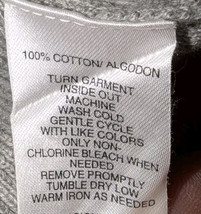 100% COTTON/ ALGODON
TURN GARMENT
INSIDE OUT
MACHINE
WASH COLD
GENTLE CYCLE
WITH LIKE COLORS
ONLY NON-
CHLORINE BLEACH WHEN
NEEDED
REMOVE PROMPTLY
TUMBLE DRY LOW
WARM IRON AS NEEDED